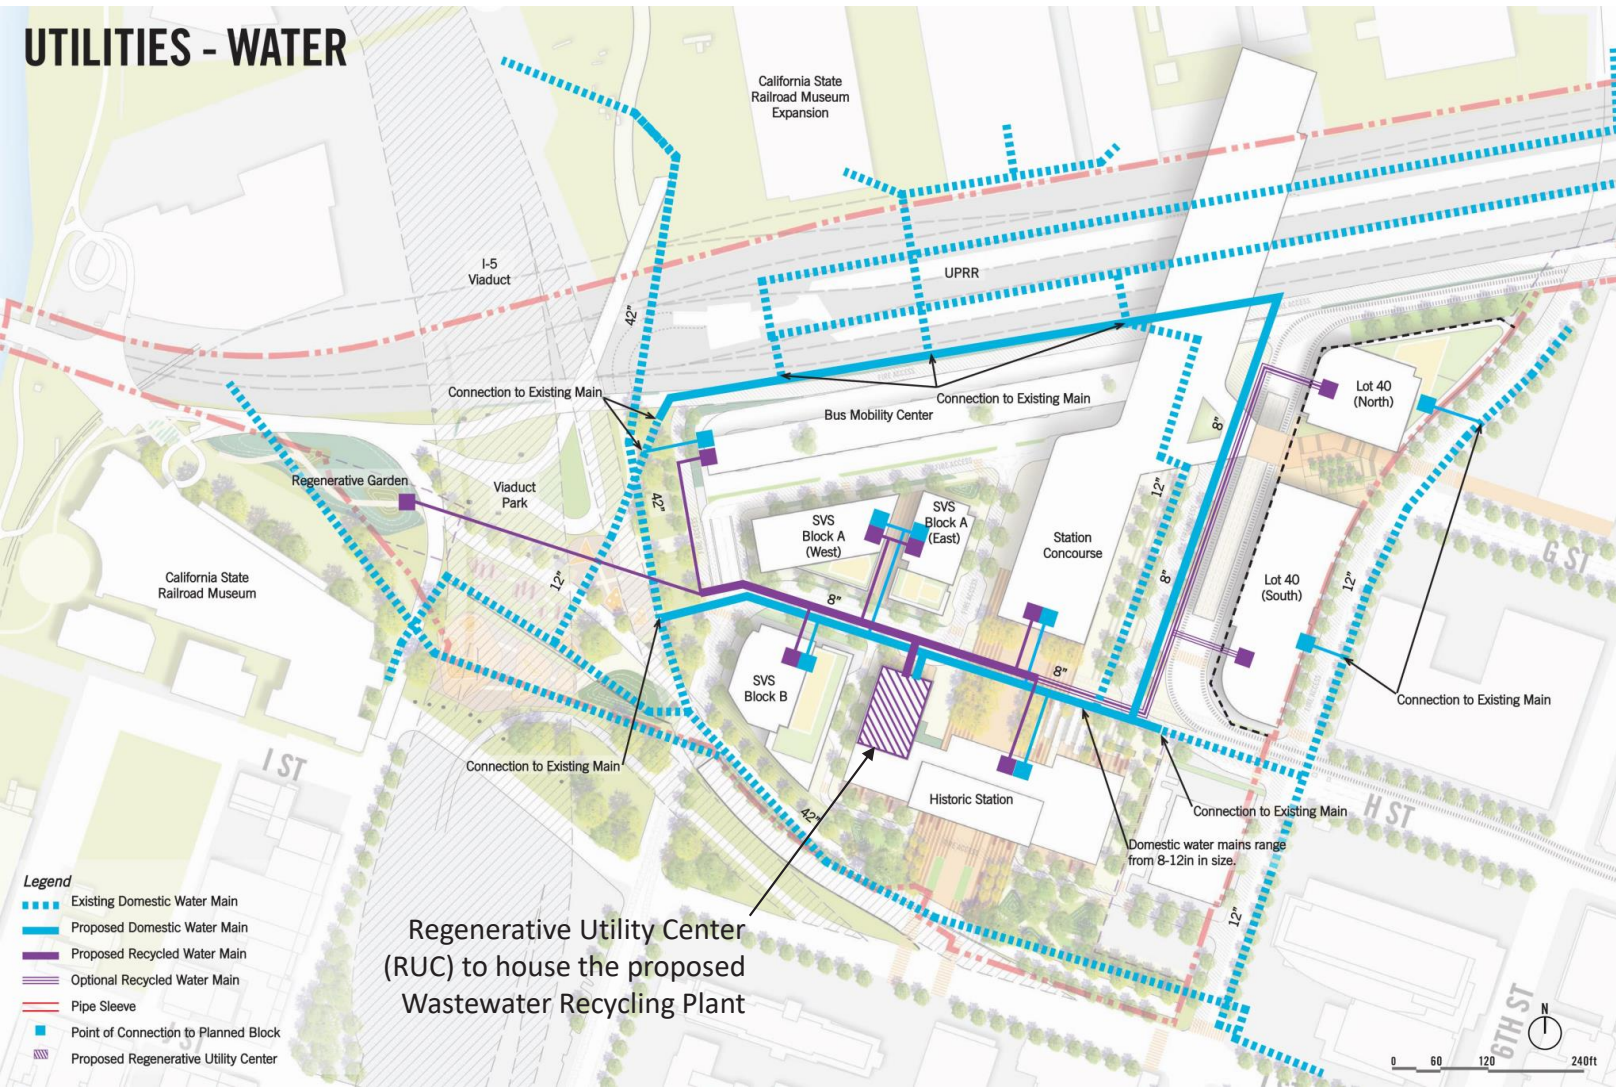 UTILITIES - WATER
California State
Railroad Museum
Expansion
I-5
Viaduct
UPRR
42"
Connection to Existing Main
Connection to Existing Main
Bus Mobility Center
FIRE ACCESS
Lot 40
(North)
8"
Regenerative Garden
Viaduct
Park
42"
SVS
Block A
(West)
SVS
Block A
(East)
12"
Station
Concourse
G ST
California State
Railroad Museum
12"
8"
8"
Lot 40
(South)
12"
8"
SVS
Block B
Connection to Existing Main
Connection to Existing Main
I ST
42"
Historic Station
Connection to Existing Main
H ST
Domestic water mains range
from 8-12in in size.
FIRE ACCESS
12"
Regenerative Utility Center
(RUC) to house the proposed
Wastewater Recycling Plant
Legend
Existing Domestic Water Main
Proposed Domestic Water Main
Proposed Recycled Water Main
Optional Recycled Water Main
Pipe Sleeve
Point of Connection to Planned Block
Proposed Regenerative Utility Center
J ST
6TH ST
N
0 60 120 240ft